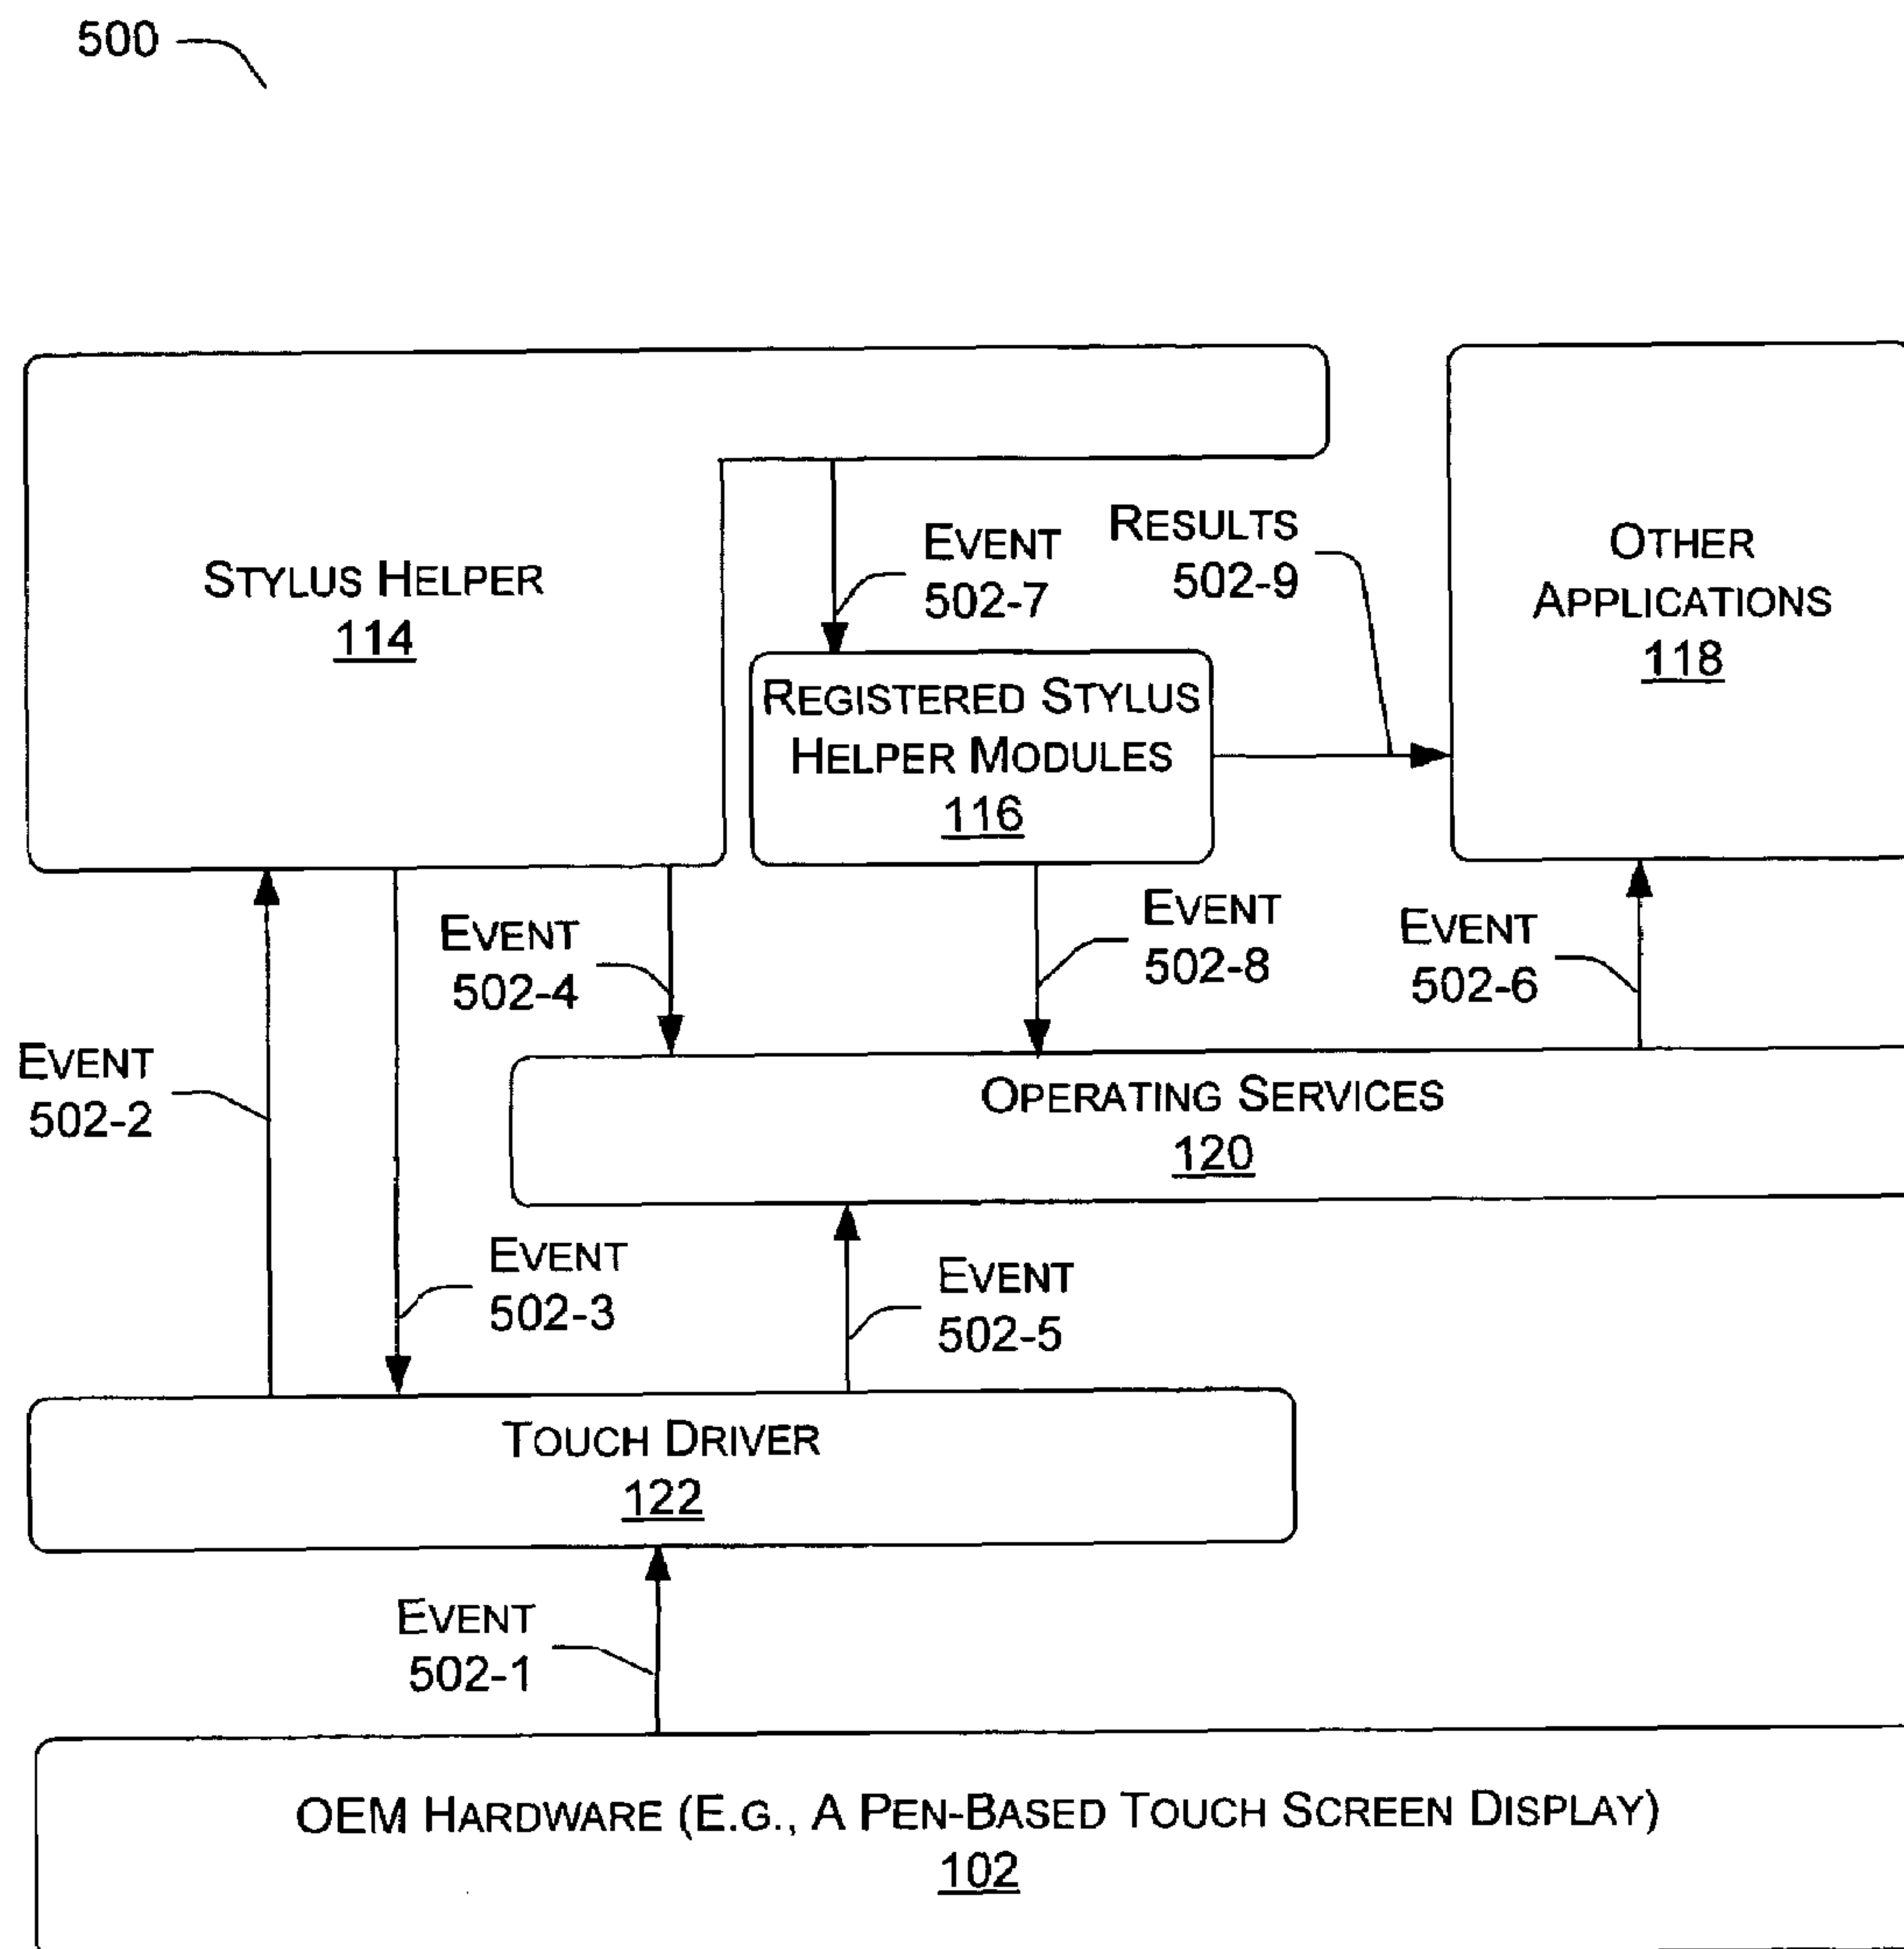 500
STYLUS HELPER
114
EVENT
502-7
RESULTS
502-9
OTHER
APPLICATIONS
118
REGISTERED STYLUS
HELPER MODULES
116
EVENT
502-4
EVENT
502-8
EVENT
502-6
EVENT
502-2
OPERATING SERVICES
120
EVENT
502-3
EVENT
502-5
TOUCH DRIVER
122
EVENT
502-1
OEM HARDWARE (E.G., A PEN-BASED TOUCH SCREEN DISPLAY)
102